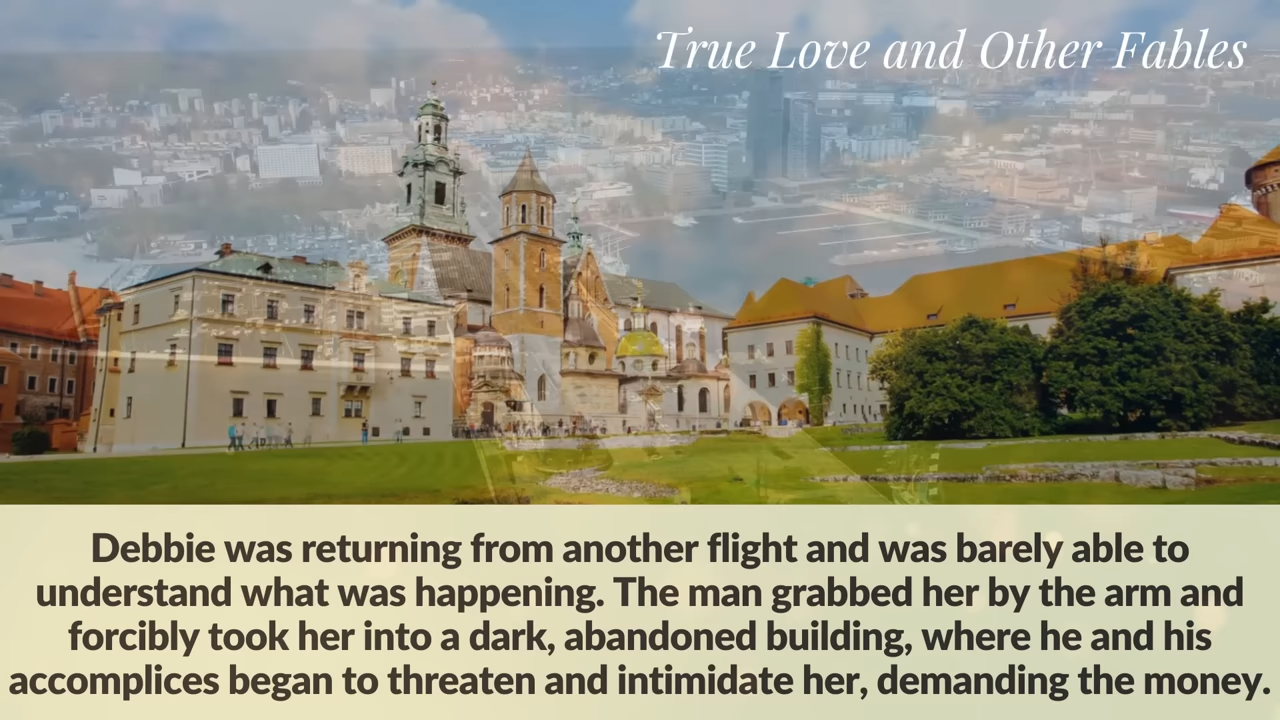 True Love and Other Fables
Debbie was returning from another flight and was barely able to
understand what was happening. The man grabbed her by the arm and
forcibly took her into a dark, abandoned building, where he and his
accomplices began to threaten and intimidate her, demanding the money.